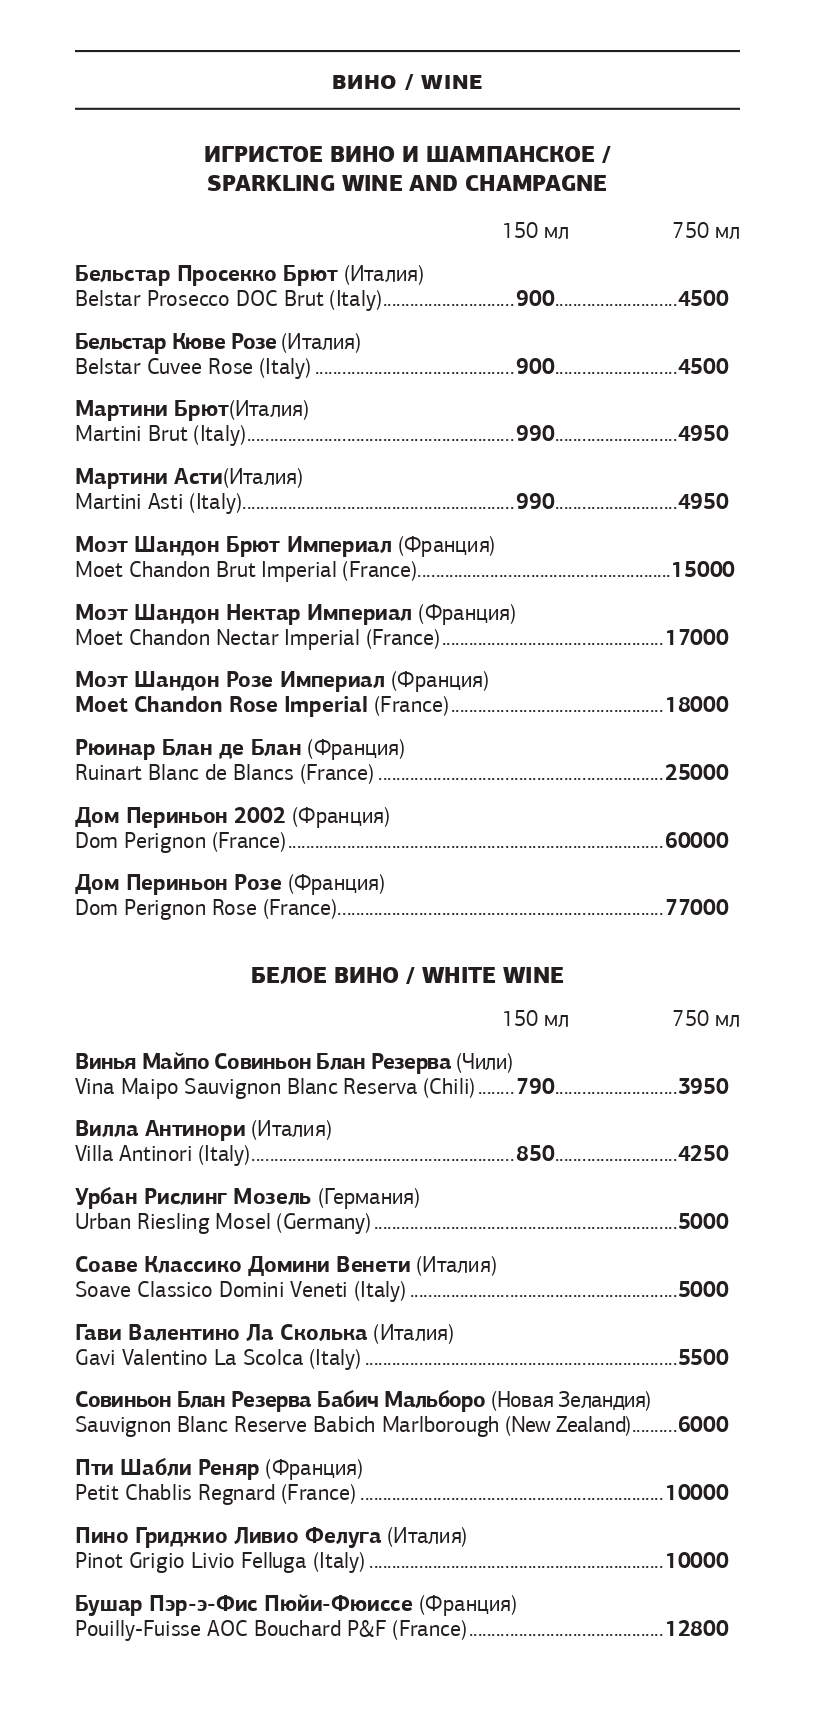 ВИНО / WINE
ИГРИСТОЕ ВИНО И ШАМПАНСКОЕ /
SPARKLING WINE AND CHAMPAGNE
150 мл 750 мл
Бельстар Просекко Брют (Италия)
Belstar Prosecco DOC Brut (Italy).............................900............................4500
Бельстар Кюве Розе (Италия)
Belstar Cuvee Rose (Italy) ............................................900............................4500
Мартини Брют(Италия)
Martini Brut (Italy)...........................................................990............................4950
Мартини Асти(Италия)
Martini Asti (Italy)............................................................990............................4950
Моэт Шандон Брют Империал (Франция)
Moet Chandon Brut Imperial (France)........................................................15000
Моэт Шандон Нектар Империал (Франция)
Moet Chandon Nectar Imperial (France).................................................17000
Моэт Шандон Розе Империал (Франция)
Moet Chandon Rose Imperial (France)...............................................18000
Рюинар Блан де Блан (Франция)
Ruinart Blanc de Blancs (France) ...............................................................25000
Дом Периньон 2002 (Франция)
Dom Perignon (France)...................................................................................60000
Дом Периньон Розе (Франция)
Dom Perignon Rose (France)........................................................................77000
БЕЛОЕ ВИНО / WHITE WINE
150 мл 750 мл
Винья Майпо Совиньон Блан Резерва (Чили)
Vina Maipo Sauvignon Blanc Reserva (Chili) ........790............................3950
Вилла Антинори (Италия)
Villa Antinori (Italy)..........................................................850............................4250
Урбан Рислинг Мозель (Германия)
Urban Riesling Mosel (Germany) ...................................................................5000
Соаве Классико Домини Венети (Италия)
Soave Classico Domini Veneti (Italy) ...........................................................5000
Гави Валентино Ла Сколька (Италия)
Gavi Valentino La Scolca (Italy) .....................................................................5500
Совиньон Блан Резерва Бабич Мальборо (Новая Зеландия)
Sauvignon Blanc Reserve Babich Marlborough (New Zealand)..........6000
Пти Шабли Реняр (Франция)
Petit Chablis Regnard (France) ...................................................................10000
Пино Гриджио Ливио Фелуга (Италия)
Pinot Grigio Livio Felluga (Italy) .................................................................10000
Бушар Пэр-э-Фис Пюйи-Фюиссе (Франция)
Pouilly-Fuisse AOC Bouchard P&F (France)...........................................12800